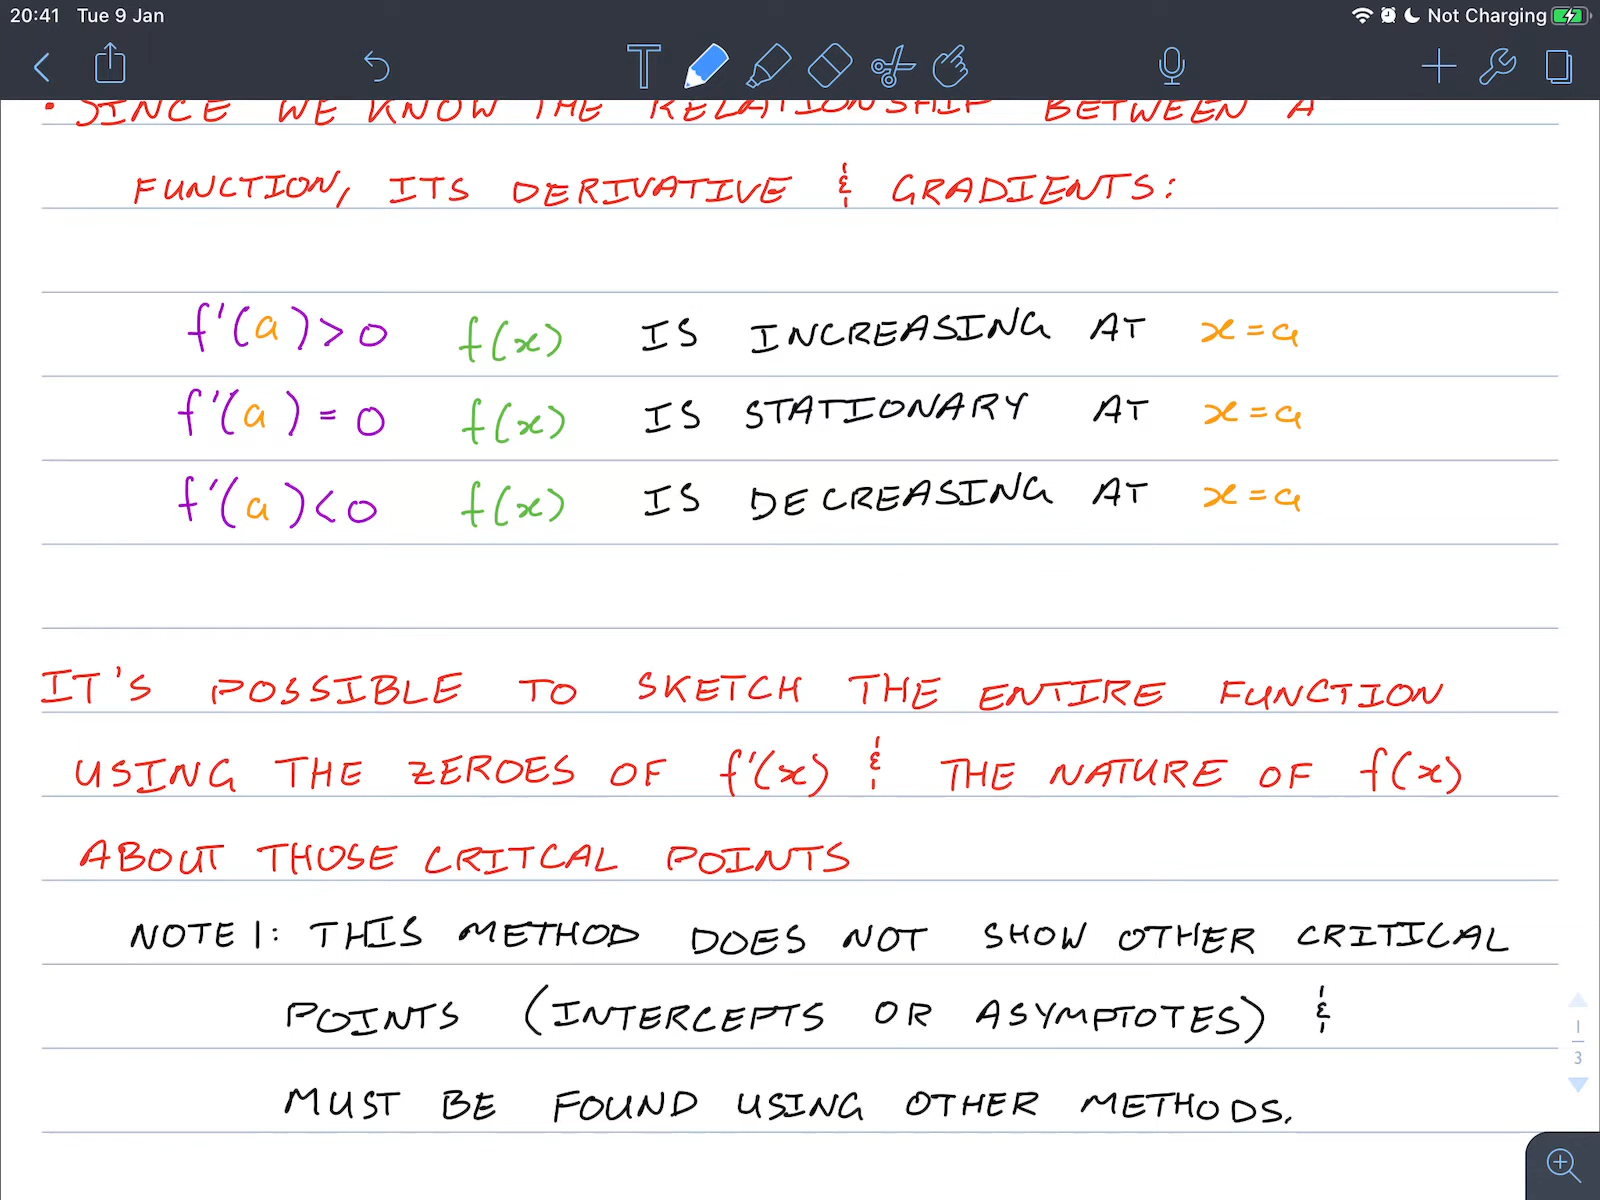 20:41 Tue 9 Jan Not Charging
• SINCE WE KNOW THE RELATIONSHIP BETWEEN A
FUNCTION, ITS DERIVATIVE & GRADIENTS:
f'(a)>0 f(x) IS INCREASING AT x=a
f'(a)=0 f(x) IS STATIONARY AT x=a
f'(a)<0 f(x) IS DECREASING AT x=a
IT'S POSSIBLE TO SKETCH THE ENTIRE FUNCTION
USING THE ZEROES OF f'(x) & THE NATURE OF f(x)
ABOUT THOSE CRITCAL POINTS
NOTE 1: THIS METHOD DOES NOT SHOW OTHER CRITICAL
POINTS (INTERCEPTS OR ASYMPTOTES) &
MUST BE FOUND USING OTHER METHODS.
1
3